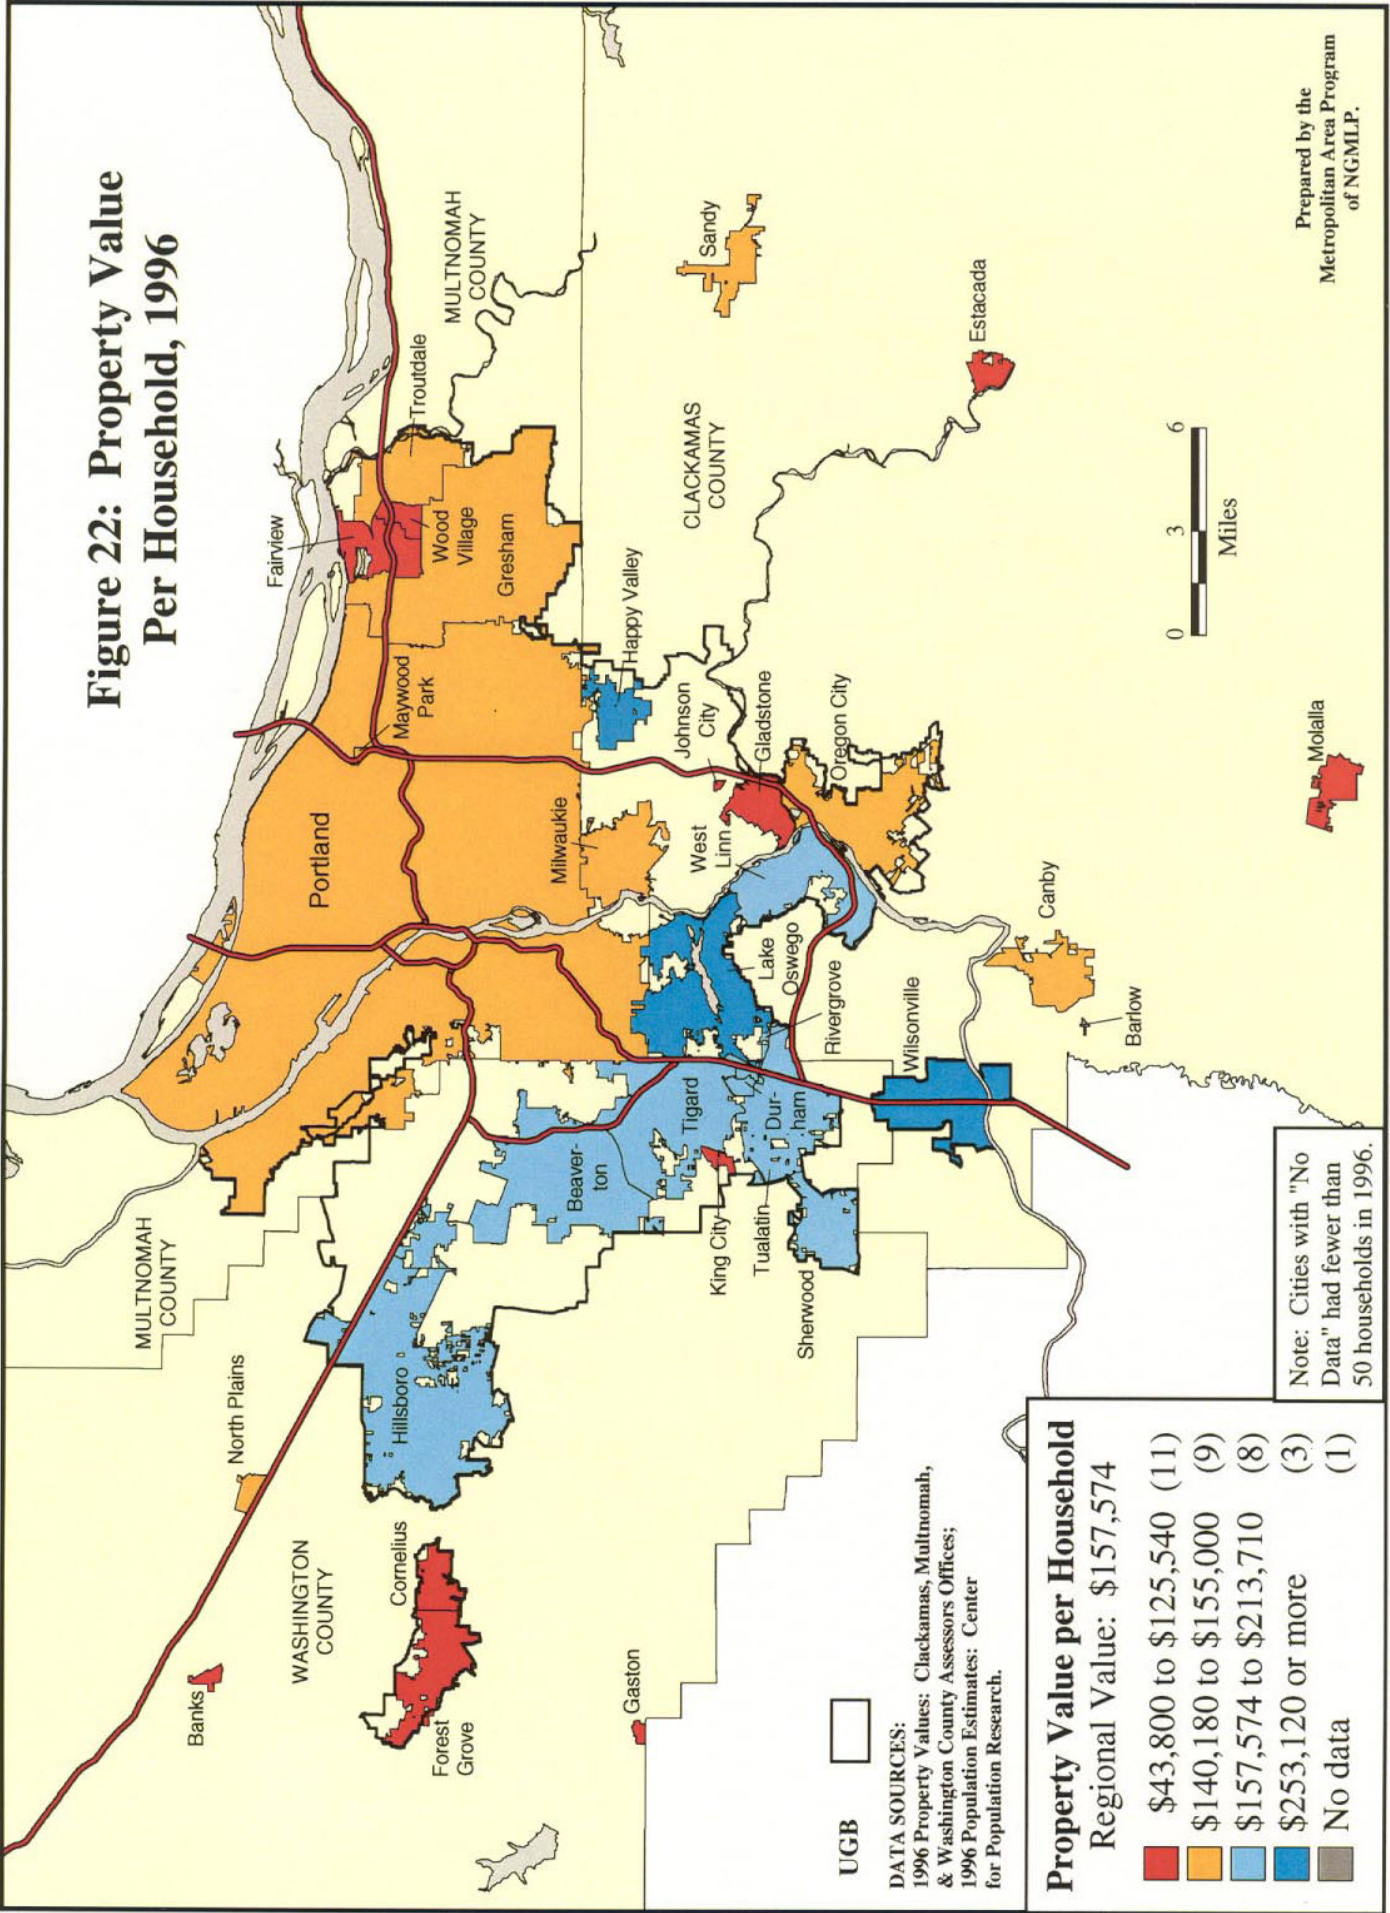 Figure 22: Property Value
Per Household, 1996
MULTNOMAH
COUNTY
North Plains
WASHINGTON
COUNTY
Banks
Cornelius
Forest
Grove
Gaston
Hillsboro
Beaver-
ton
Tigard
King City
Dur-
ham
Tualatin
Sherwood
Wilsonville
Rivergrove
Lake
Oswego
West
Linn
Portland
Maywood
Park
Milwaukie
Fairview
Wood
Village
Troutdale
Gresham
MULTNOMAH
COUNTY
Happy Valley
Johnson
City
Gladstone
Oregon City
CLACKAMAS
COUNTY
Sandy
Estacada
Canby
Barlow
Molalla
0 3 6
Miles
Prepared by the
Metropolitan Area Program
of NGMLP.
UGB
DATA SOURCES:
1996 Property Values: Clackamas, Multnomah,
& Washington County Assessors Offices;
1996 Population Estimates: Center
for Population Research.
Property Value per Household
Regional Value: $157,574
$43,800 to $125,540 (11)
$140,180 to $155,000 (9)
$157,574 to $213,710 (8)
$253,120 or more (3)
No data (1)
Note: Cities with "No
Data" had fewer than
50 households in 1996.